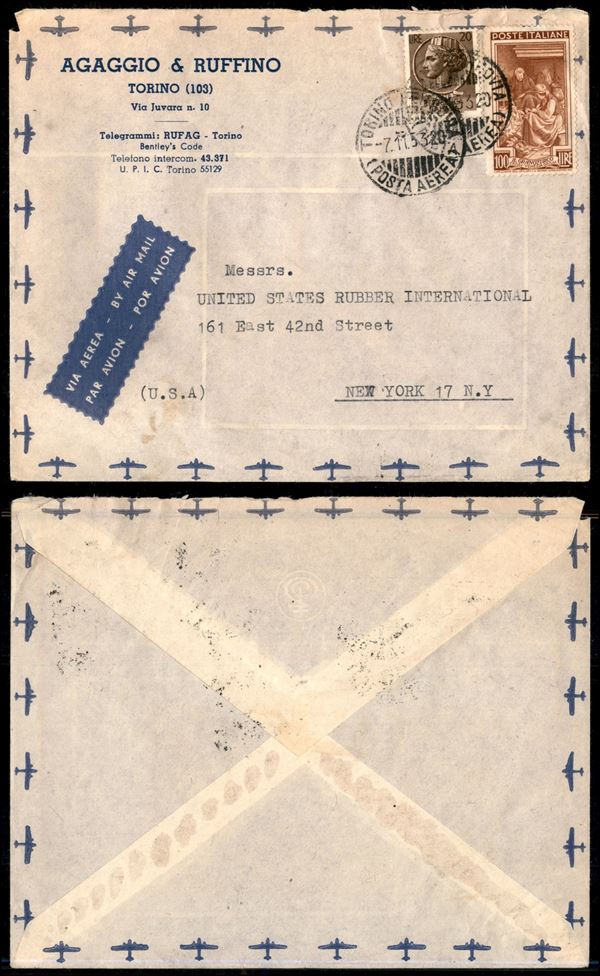 AGAGGIO & RUFFINO
TORINO (103)
Via Juvara n. 10
Telegrammi: RUFAG - Torino
Bentley's Code
Telefono intercom. 43.371
U. P. I. C. Torino 55129
LIRE 20
POSTE ITALIANE
100 LIRE
TORINO
-7.11.53.20
(POSTA AEREA)
VIA AEREA - BY AIR MAIL
PAR AVION - POR AVION
Messrs.
UNITED STATES RUBBER INTERNATIONAL
161 East 42nd Street
(U.S.A) NEW YORK 17 N.Y